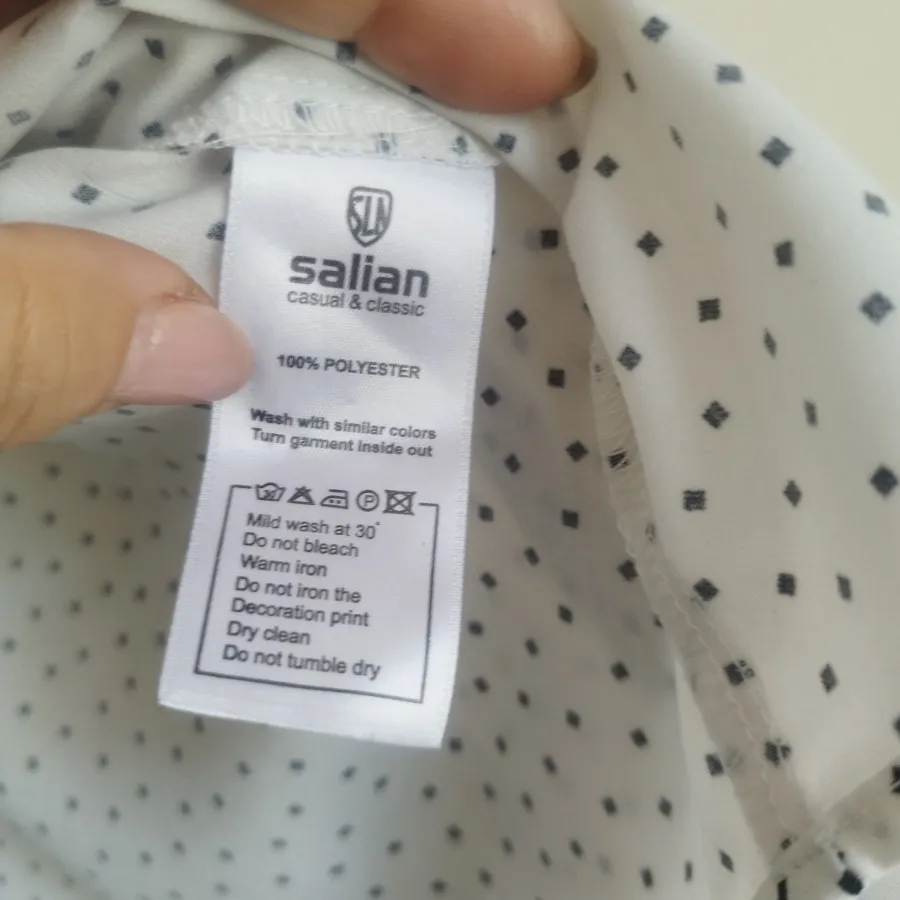 SLN
salian
casual & classic
100% POLYESTER
Wash with similar colors
Turn garment inside out
30
P
Mild wash at 30°
Do not bleach
Warm iron
Do not iron the
Decoration print
Dry clean
Do not tumble dry